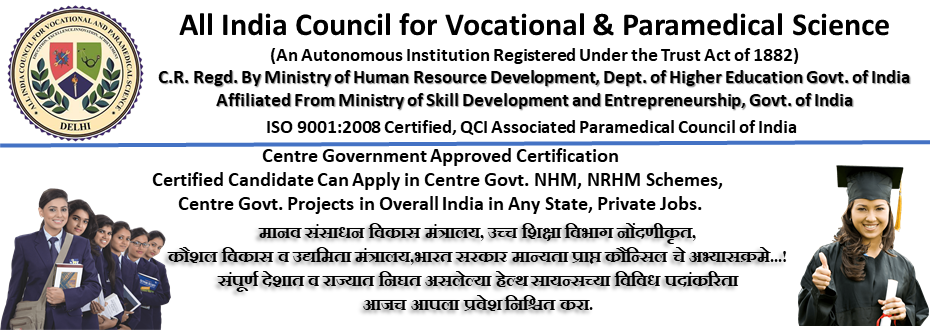 All India Council for Vocational & Paramedical Science
(An Autonomous Institution Registered Under the Trust Act of 1882)
C.R. Regd. By Ministry of Human Resource Development, Dept. of Higher Education Govt. of India
Affiliated From Ministry of Skill Development and Entrepreneurship, Govt. of India
ISO 9001:2008 Certified, QCI Associated Paramedical Council of India
ALL INDIA COUNCIL FOR VOCATIONAL AND PARAMEDICAL SCIENCE
DELHI
Centre Government Approved Certification
Certified Candidate Can Apply in Centre Govt. NHM, NRHM Schemes,
Centre Govt. Projects in Overall India in Any State, Private Jobs.
मानव संसाधन विकास मंत्रालय, उच्च शिक्षा विभाग नोंदणीकृत,
कौशल विकास व उद्यमिता मंत्रालय,भारत सरकार मान्यता प्राप्त कौन्सिल चे अभ्यासक्रमे...!
संपूर्ण देशात व राज्यात निघत असलेल्या हेल्थ सायन्सच्या विविध पदांकरिता
आजच आपला प्रवेश निश्चित करा.